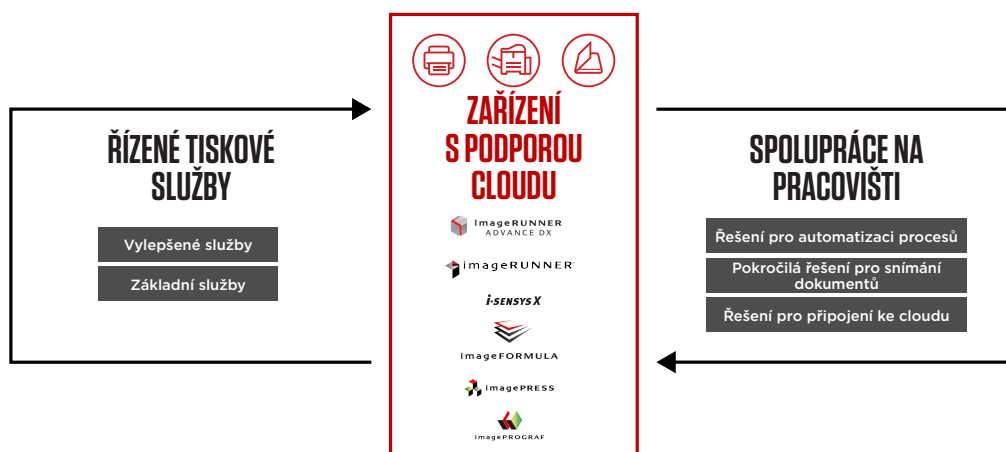 ŘÍZENÉ TISKOVÉ
SLUŽBY
Vylepšené služby
Základní služby
ZAŘÍZENÍ
S PODPOROU
CLOUDU
imageRUNNER
ADVANCE DX
imageRUNNER
i-SENSYS X
imageFORMULA
imagePRESS
imagePROGRAF
SPOLUPRÁCE NA
PRACOVIŠTI
Řešení pro automatizaci procesů
Pokročilá řešení pro snímání
dokumentů
Řešení pro připojení ke cloudu